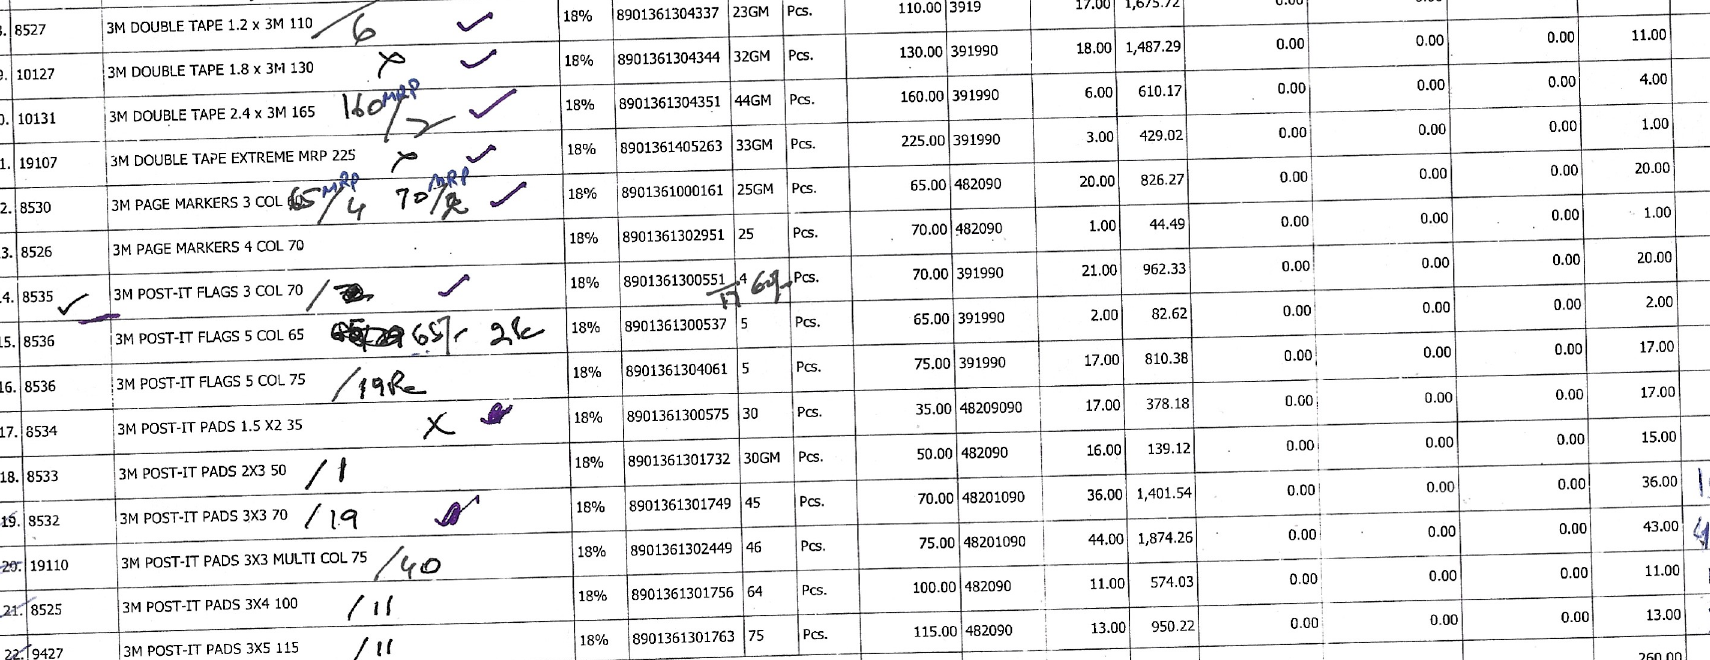 8. 8527 3M DOUBLE TAPE 1.2 x 3M 110 /6 18% 8901361304337 23GM Pcs. 110.00 3919 17.00 1,675.72 0.00
9. 10127 3M DOUBLE TAPE 1.8 x 3M 130 x 18% 8901361304344 32GM Pcs. 130.00 391990 18.00 1,487.29 0.00 0.00 0.00 11.00
0. 10131 3M DOUBLE TAPE 2.4 x 3M 165 160 MRP /2 18% 8901361304351 44GM Pcs. 160.00 391990 6.00 610.17 0.00 0.00 0.00 4.00
1. 19107 3M DOUBLE TAPE EXTREME MRP 225 x 18% 8901361405263 33GM Pcs. 225.00 391990 3.00 429.02 0.00 0.00 0.00 1.00
2. 8530 3M PAGE MARKERS 3 COL 65 MRP /4 70 MRP / 18% 8901361000161 25GM Pcs. 65.00 482090 20.00 826.27 0.00 0.00 0.00 20.00
3. 8526 3M PAGE MARKERS 4 COL 70 18% 8901361302951 25 Pcs. 70.00 482090 1.00 44.49 0.00 0.00 0.00 1.00
4. 8535 3M POST-IT FLAGS 3 COL 70 / 18% 8901361300551 4 Pcs. 70.00 391990 21.00 962.33 0.00 0.00 0.00 20.00
15. 8536 3M POST-IT FLAGS 5 COL 65 65/- 18% 8901361300537 5 Pcs. 65.00 391990 2.00 82.62 0.00 0.00 0.00 2.00
16. 8536 3M POST-IT FLAGS 5 COL 75 /19Pc 18% 8901361304061 5 Pcs. 75.00 391990 17.00 810.38 0.00 0.00 0.00 17.00
17. 8534 3M POST-IT PADS 1.5 X2 35 X 18% 8901361300575 30 Pcs. 35.00 48209090 17.00 378.18 0.00 0.00 0.00 17.00
18. 8533 3M POST-IT PADS 2X3 50 /1 18% 8901361301732 30GM Pcs. 50.00 482090 16.00 139.12 0.00 0.00 0.00 15.00
19. 8532 3M POST-IT PADS 3X3 70 /19 18% 8901361301749 45 Pcs. 70.00 48201090 36.00 1,401.54 0.00 0.00 0.00 36.00
20. 19110 3M POST-IT PADS 3X3 MULTI COL 75 /40 18% 8901361302449 46 Pcs. 75.00 48201090 44.00 1,874.26 0.00 0.00 0.00 43.00
21. 8525 3M POST-IT PADS 3X4 100 /11 18% 8901361301756 64 Pcs. 100.00 482090 11.00 574.03 0.00 0.00 0.00 11.00
22. 9427 3M POST-IT PADS 3X5 115 /11 18% 8901361301763 75 Pcs. 115.00 482090 13.00 950.22 0.00 0.00 0.00 13.00
260.00